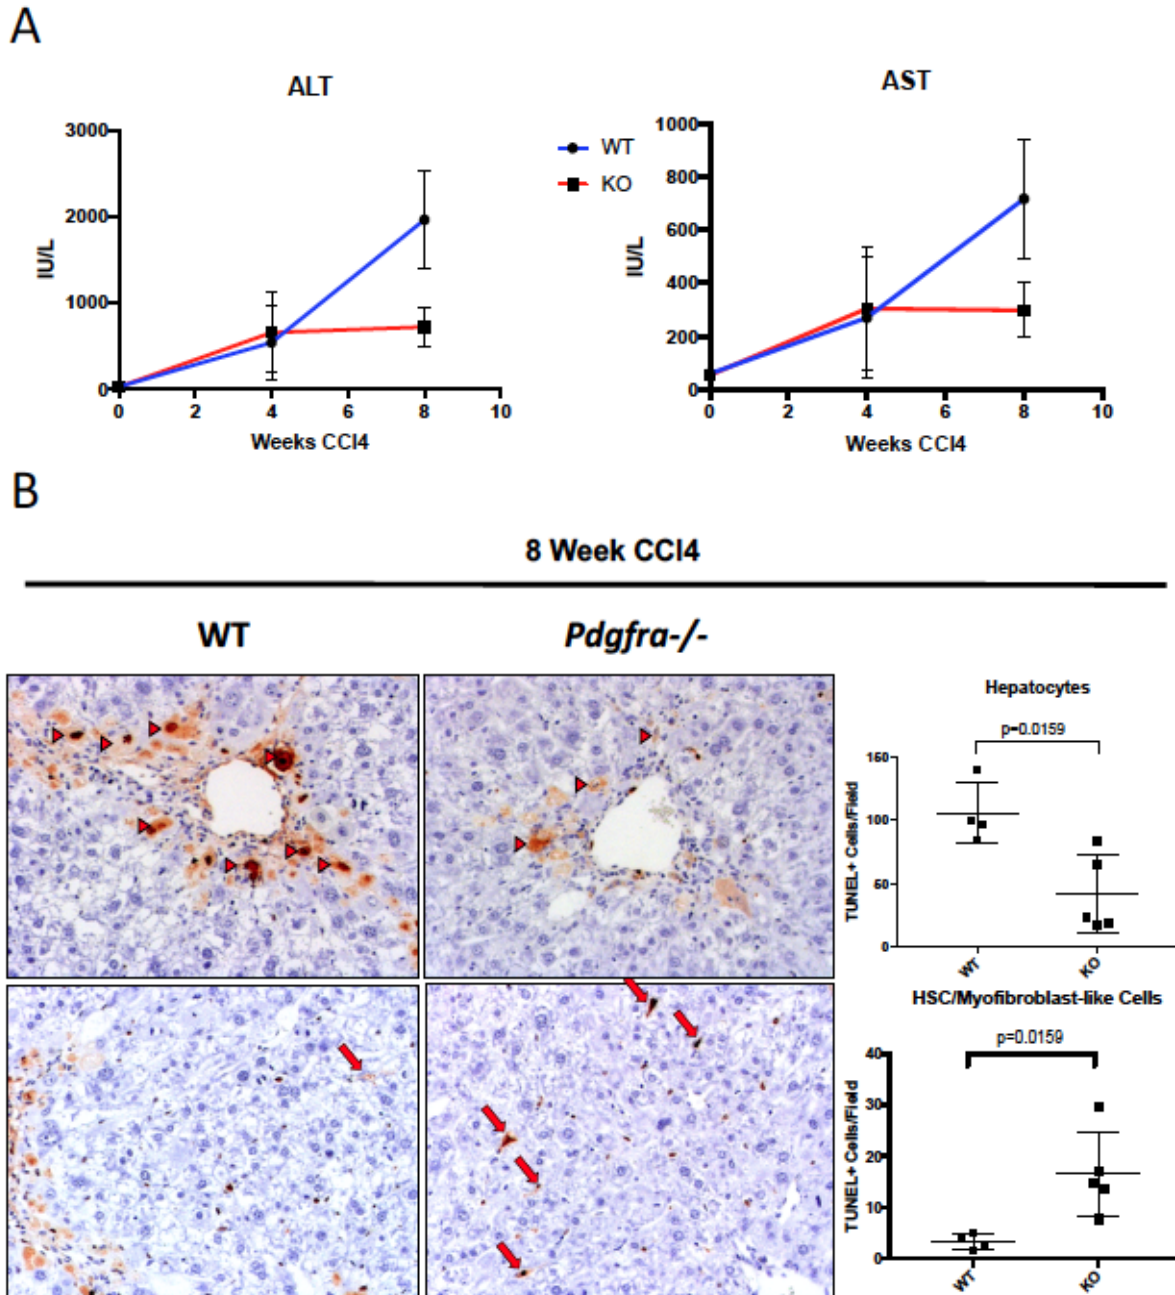 A
ALT
3000
2000
1000
0
IU/L
0 2 4 6 8 10
Weeks CCl4
WT
KO
AST
1000
800
600
400
200
0
IU/L
0 2 4 6 8 10
Weeks CCl4
B
8 Week CCl4
WT
Pdgfra-/-
Hepatocytes
p=0.0159
150
100
50
0
TUNEL+ Cells/Field
WT
KO
HSC/Myofibroblast-like Cells
p=0.0159
40
30
20
10
0
TUNEL+ Cells/Field
WT
KO